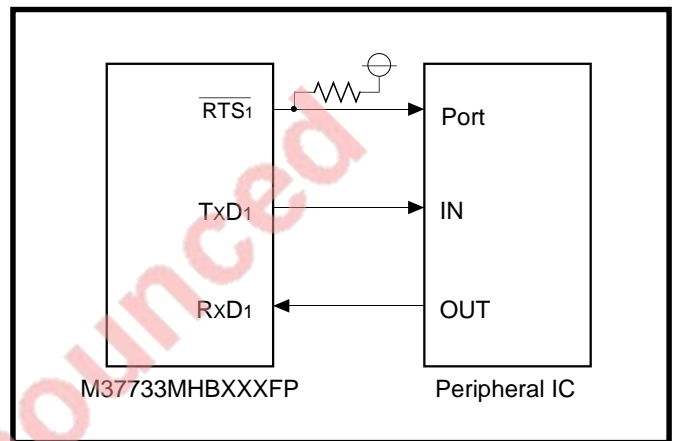 RTS1
Port
TxD1
IN
RxD1
OUT
M37733MHBXXXFP
Peripheral IC
ounced